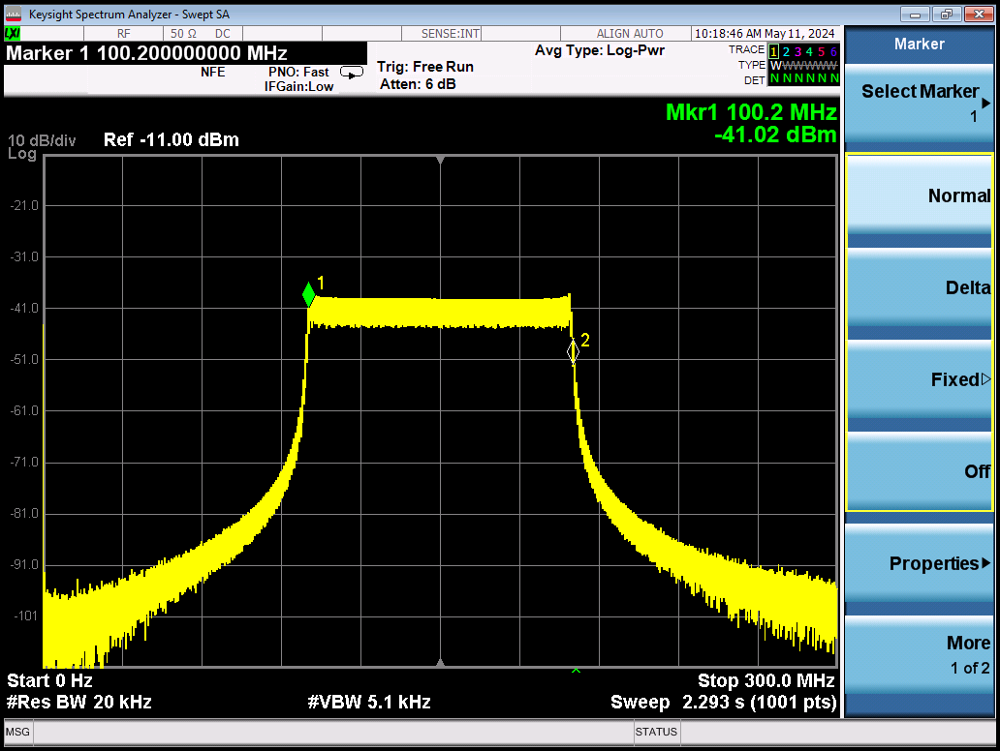 Keysight Spectrum Analyzer - Swept SA
LXI RF 50 Ω DC SENSE:INT ALIGN AUTO 10:18:46 AM May 11, 2024
Marker 1 100.200000000 MHz
NFE
PNO: Fast
IFGain:Low
Trig: Free Run
Atten: 6 dB
Avg Type: Log-Pwr
TRACE 1 2 3 4 5 6
TYPE W W W W W W
DET N N N N N N
Mkr1 100.2 MHz
-41.02 dBm
10 dB/div
Log
Ref -11.00 dBm
-21.0
-31.0
-41.0
-51.0
-61.0
-71.0
-81.0
-91.0
-101
1
2
Start 0 Hz
Stop 300.0 MHz
#Res BW 20 kHz
#VBW 5.1 kHz
Sweep 2.293 s (1001 pts)
MSG
STATUS
Marker
Select Marker
1
Normal
Delta
Fixed
Off
Properties
More
1 of 2